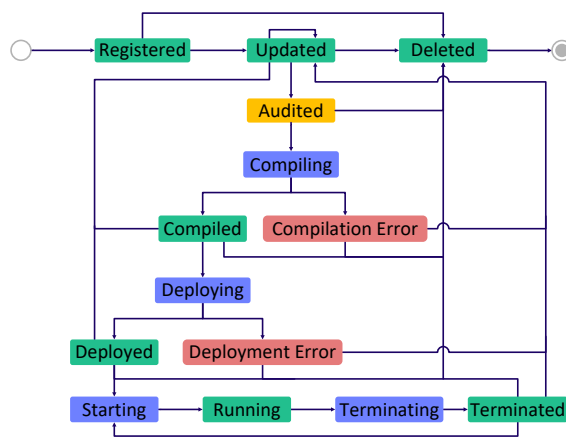 Registered
Updated
Deleted
Audited
Compiling
Compiled
Compilation Error
Deploying
Deployed
Deployment Error
Starting
Running
Terminating
Terminated